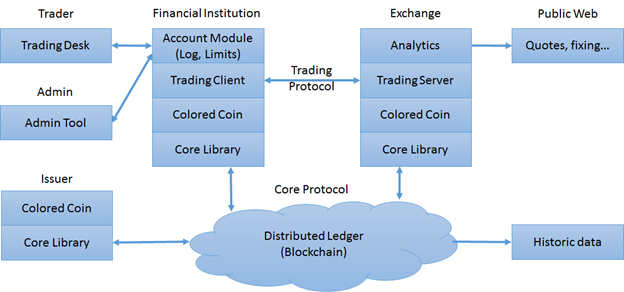 Trader
Financial Institution
Exchange
Public Web
Trading Desk
Account Module
(Log, Limits)
Analytics
Quotes, fixing...
Trading Client
Trading
Protocol
Trading Server
Admin
Admin Tool
Colored Coin
Colored Coin
Core Library
Core Library
Issuer
Core Protocol
Colored Coin
Core Library
Distributed Ledger
(Blockchain)
Historic data